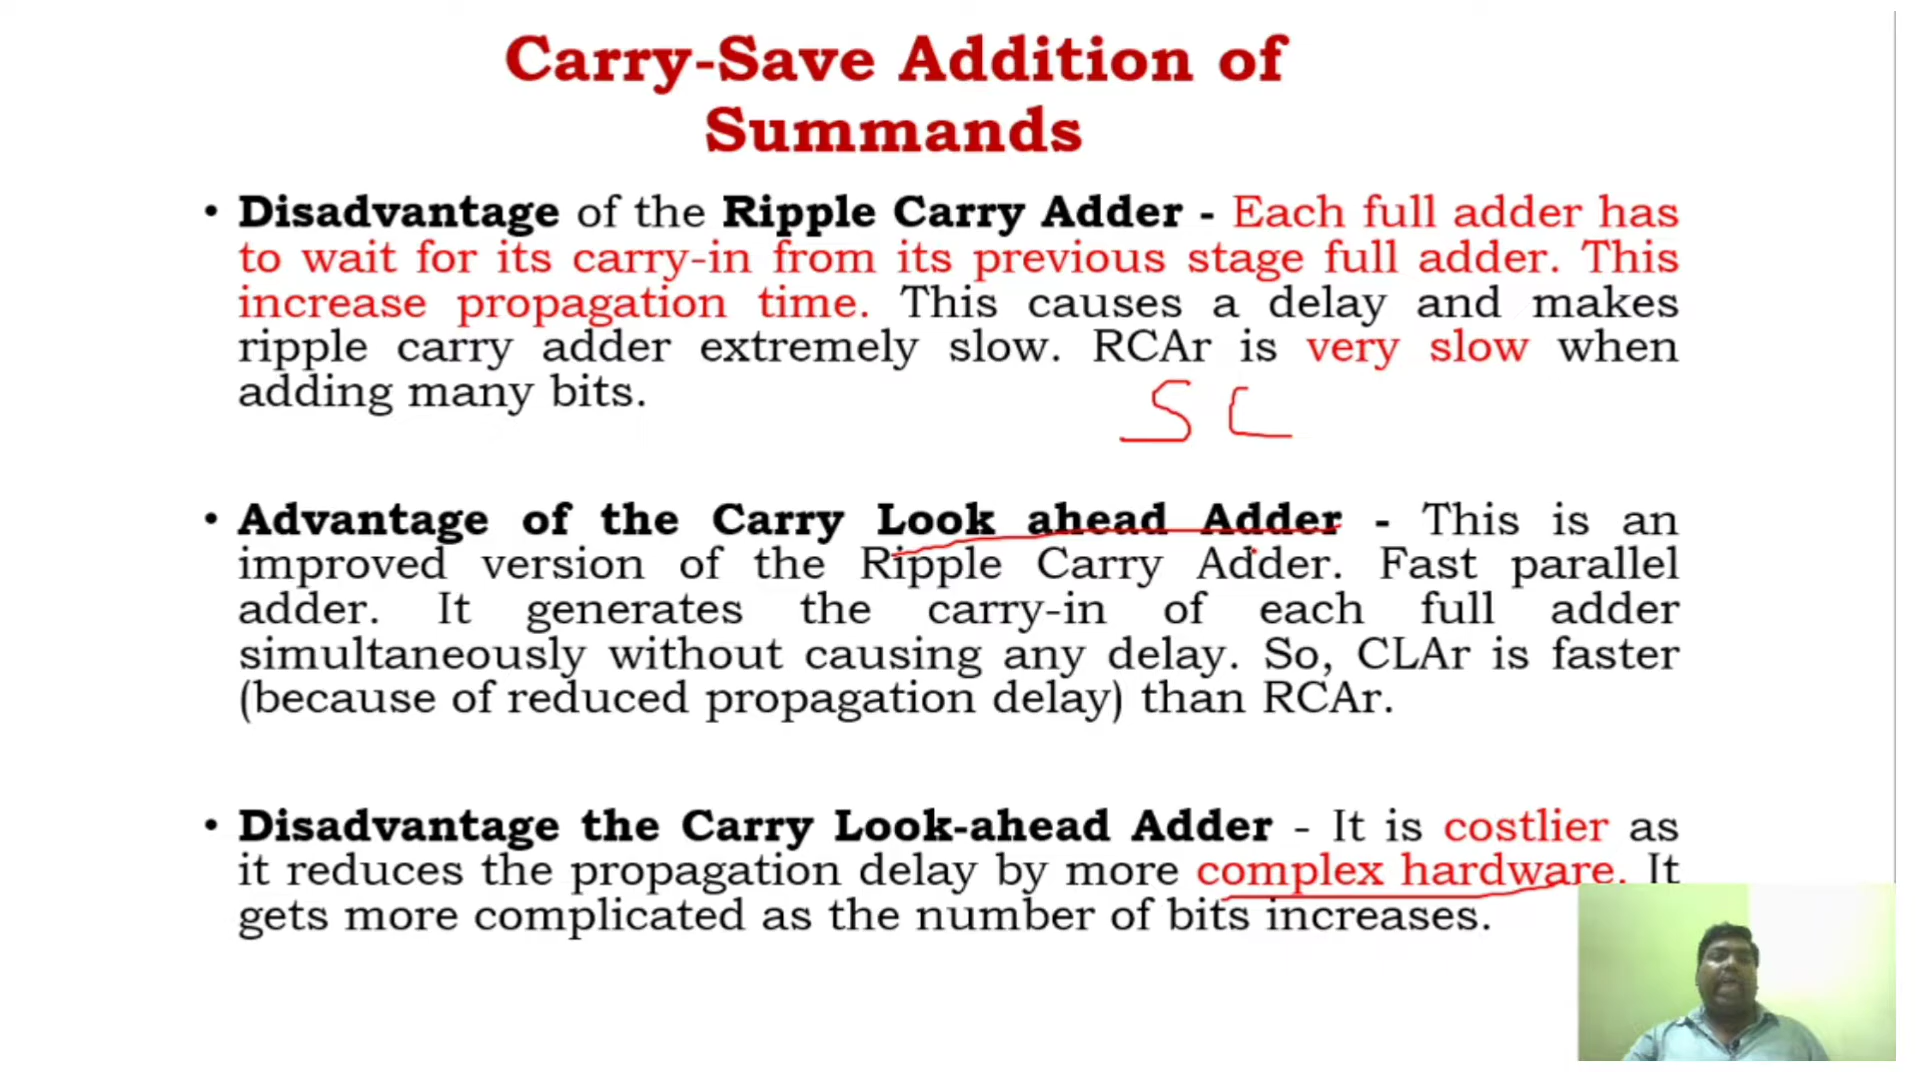 Carry-Save Addition of
Summands
• Disadvantage of the Ripple Carry Adder - Each full adder has
to wait for its carry-in from its previous stage full adder. This
increase propagation time. This causes a delay and makes
ripple carry adder extremely slow. RCAr is very slow when
adding many bits.
S C
• Advantage of the Carry Look ahead Adder - This is an
improved version of the Ripple Carry Adder. Fast parallel
adder. It generates the carry-in of each full adder
simultaneously without causing any delay. So, CLAr is faster
(because of reduced propagation delay) than RCAr.
• Disadvantage the Carry Look-ahead Adder - It is costlier as
it reduces the propagation delay by more complex hardware. It
gets more complicated as the number of bits increases.